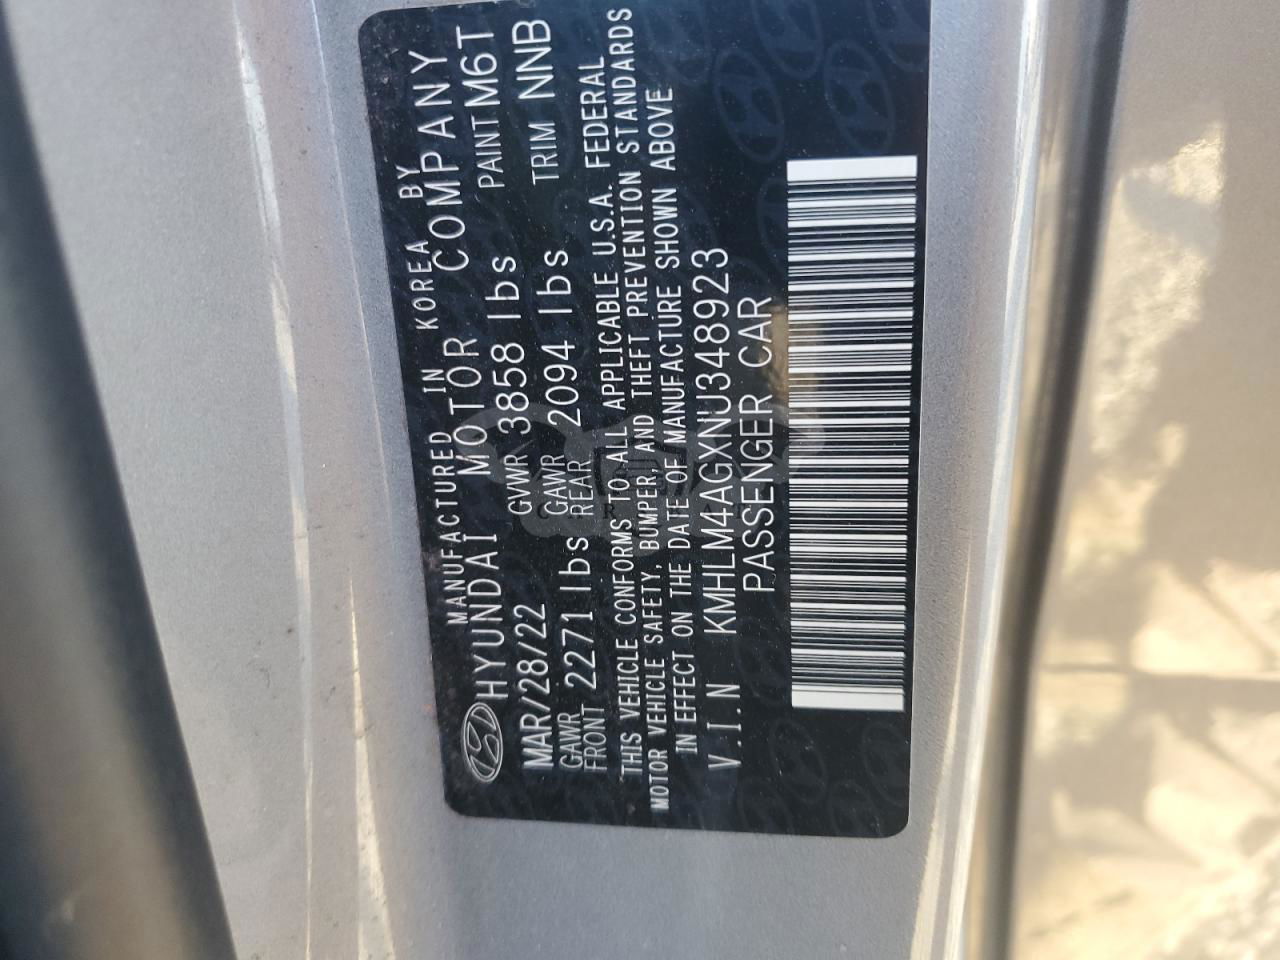 MANUFACTURED IN KOREA BY
HYUNDAI MOTOR COMPANY
MAR/28/22 GVWR 3858 lbs PAINT M6T
GAWR FRONT 2271 lbs GAWR REAR 2094 lbs TRIM NNB
THIS VEHICLE CONFORMS TO ALL APPLICABLE U.S.A. FEDERAL
MOTOR VEHICLE SAFETY, BUMPER, AND THEFT PREVENTION STANDARDS
IN EFFECT ON THE DATE OF MANUFACTURE SHOWN ABOVE
V.I.N KMHLM4AGXNU348923
PASSENGER CAR